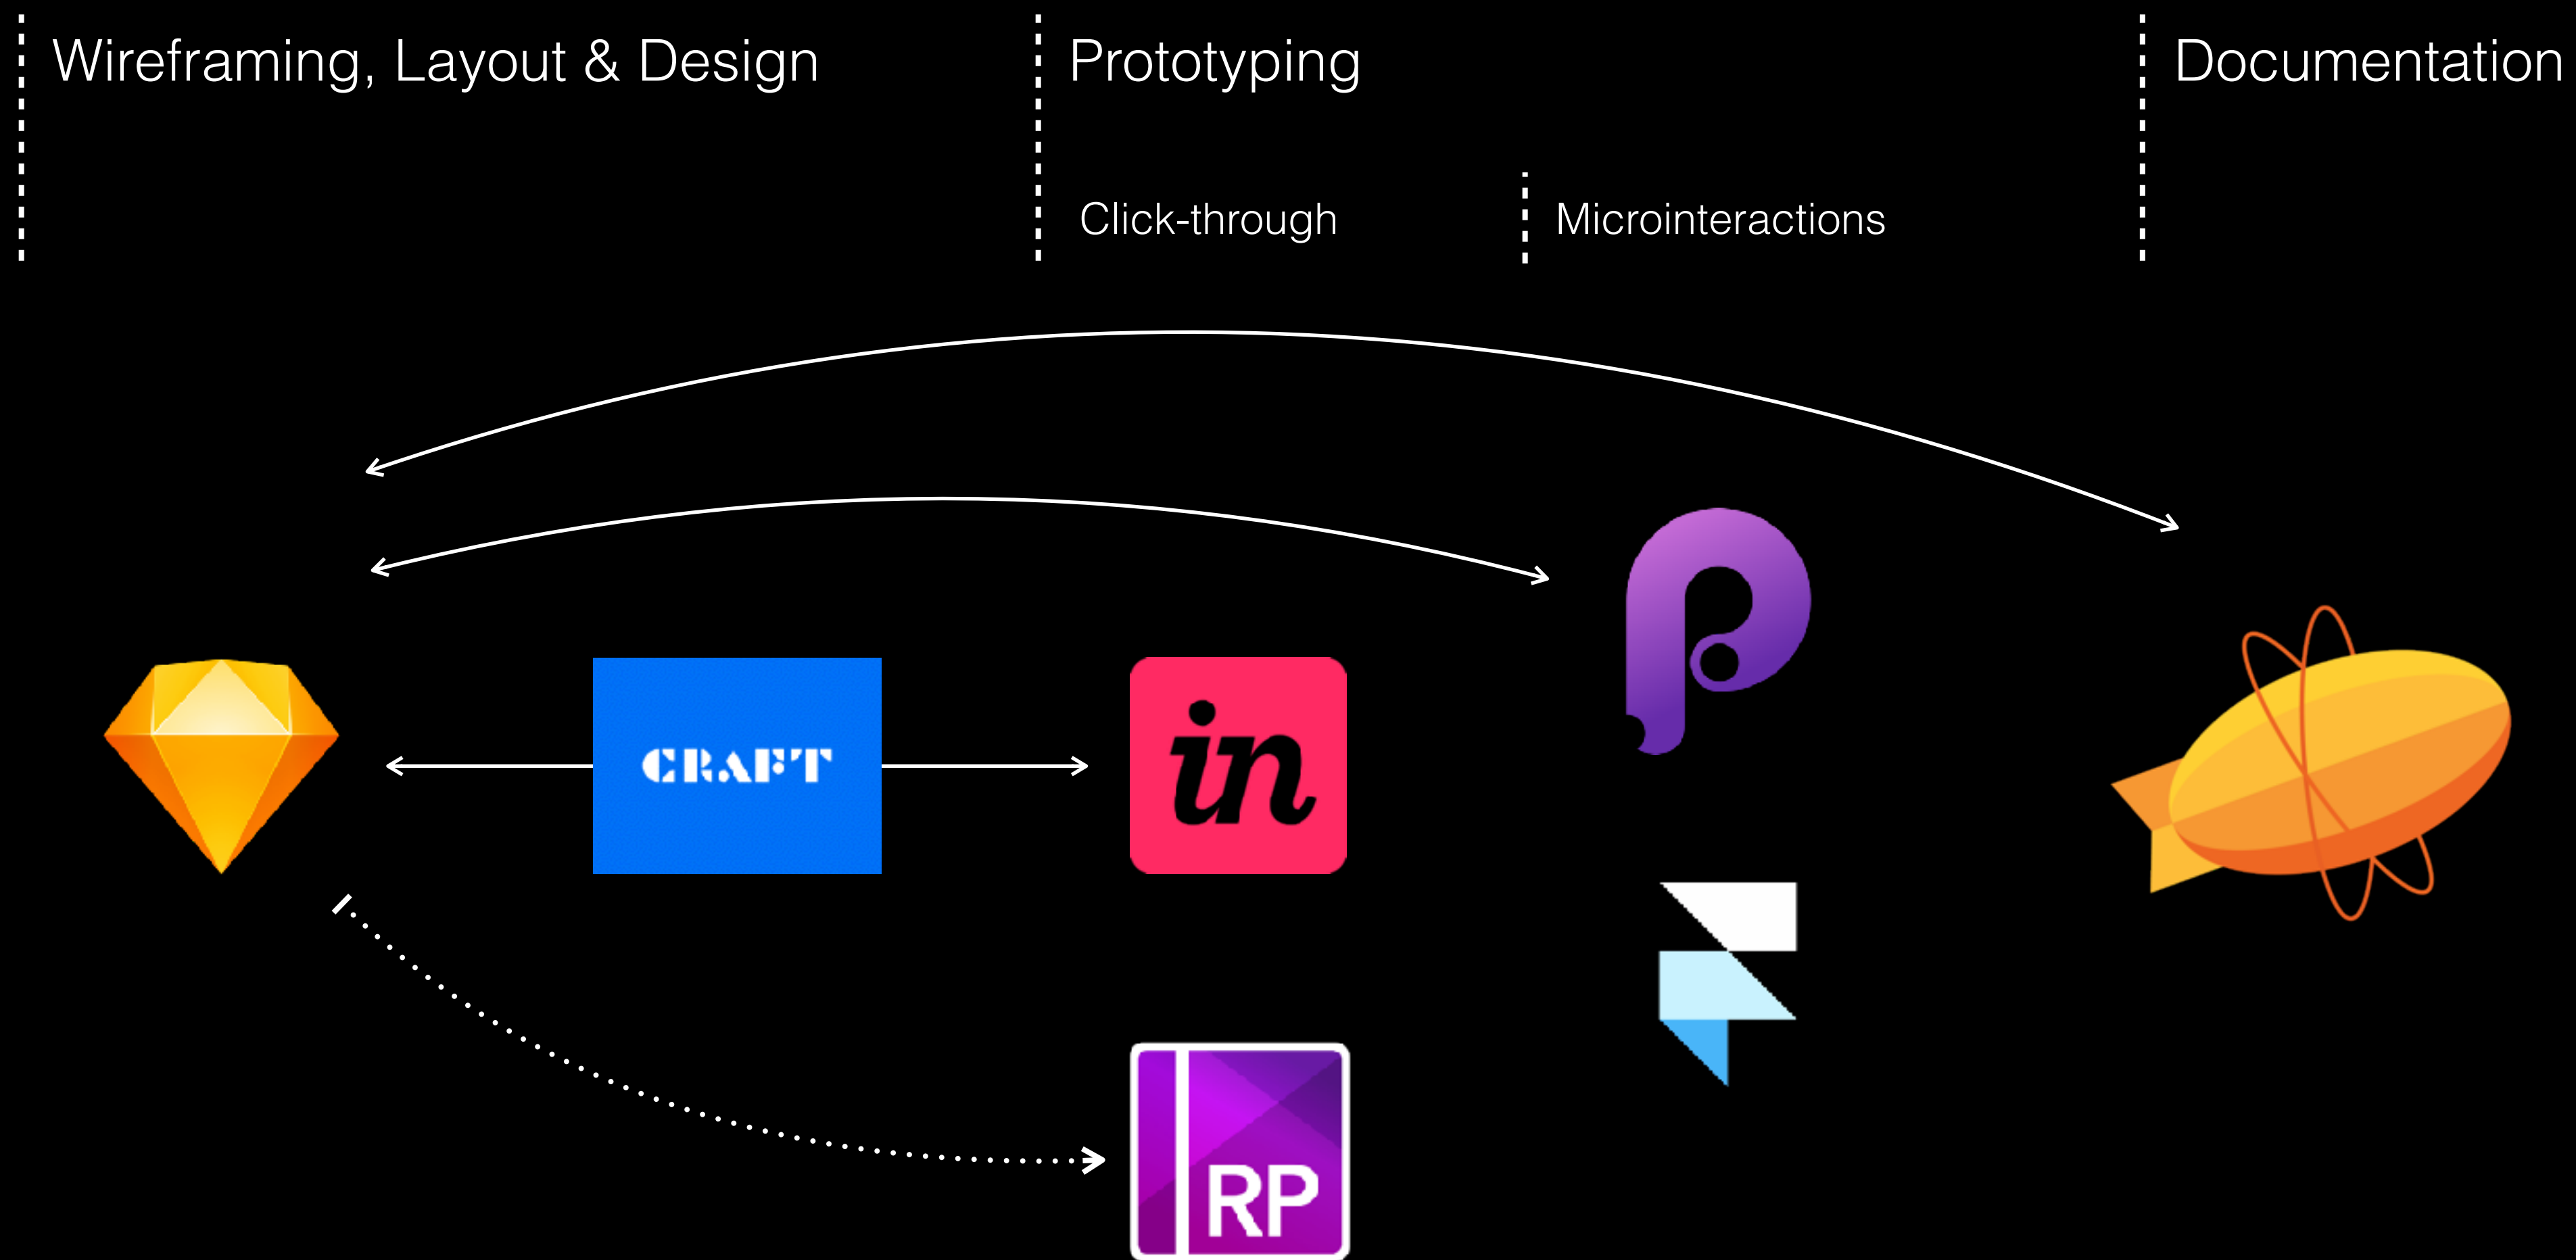 Wireframing, Layout & Design
Prototyping
Documentation
Click-through
Microinteractions
CRAFT
in
RP